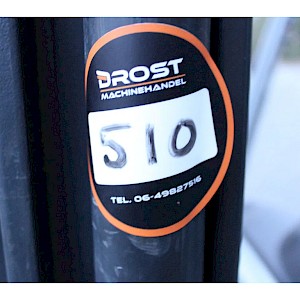 DROST
MACHINEHANDEL
510
TEL. 06-49827516